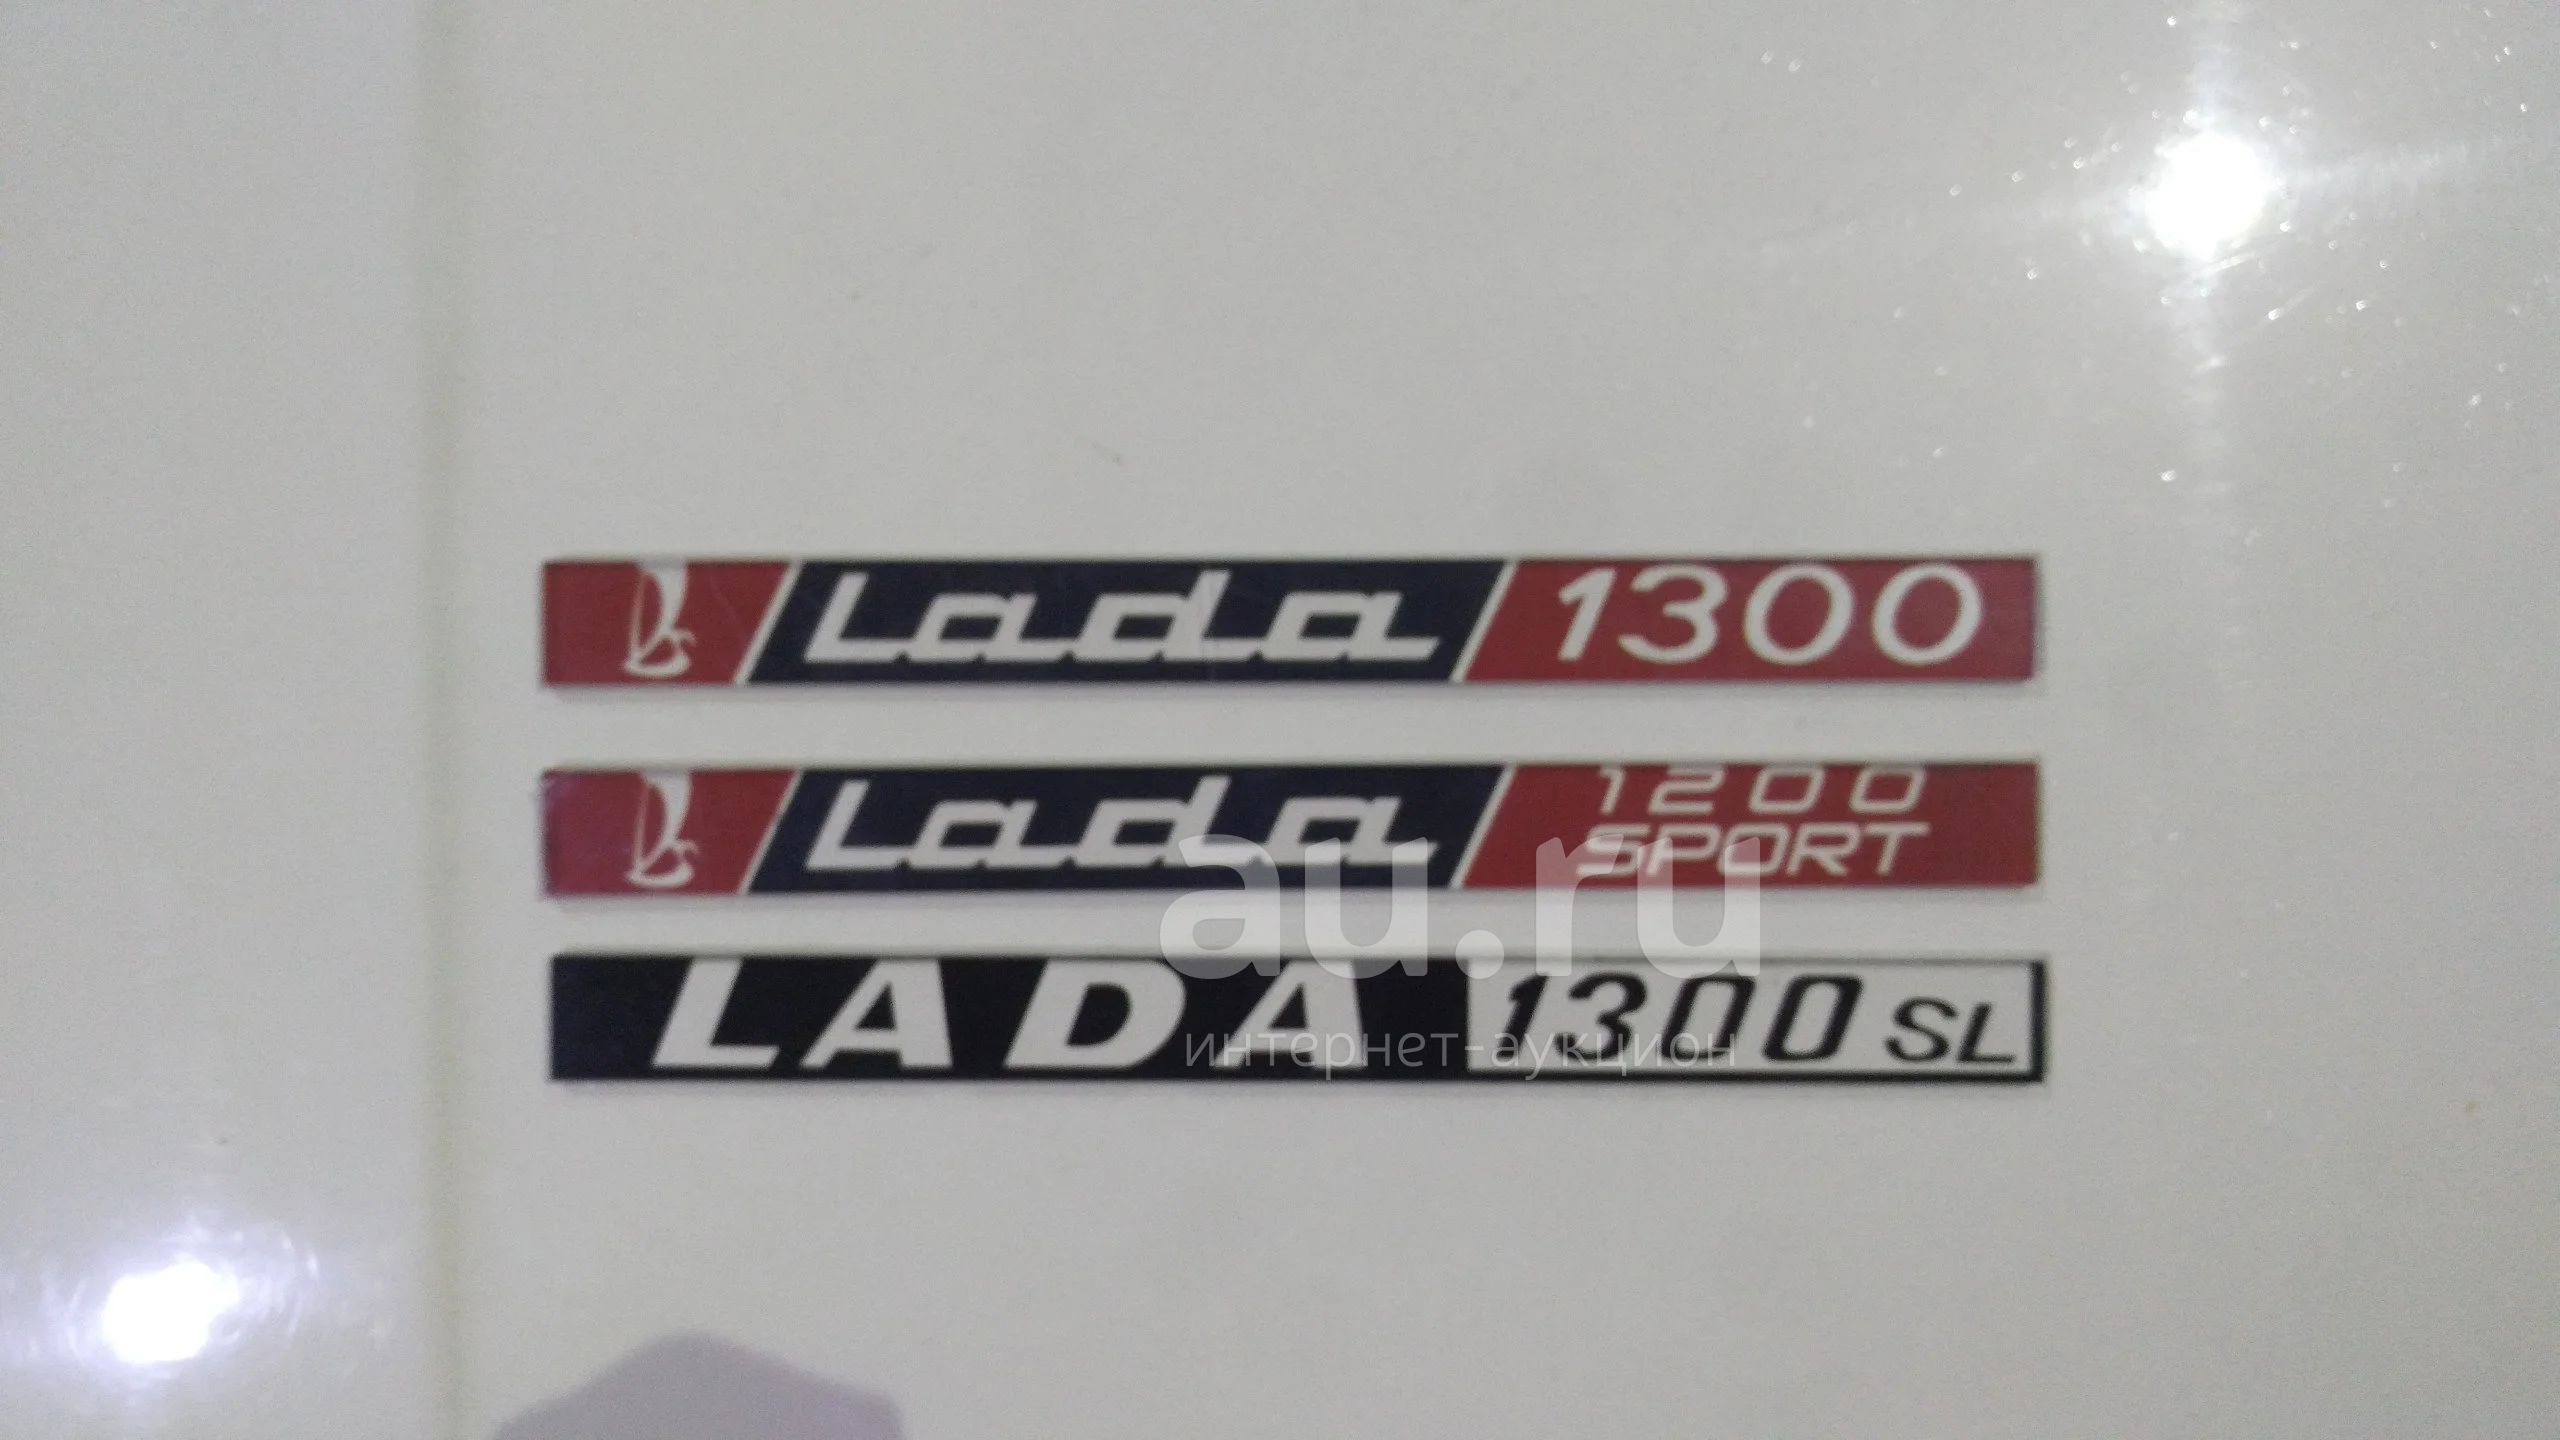 Lada 1300
Lada 1200
SPORT
au.ru
LADA 1300 SL
интернет-аукцион